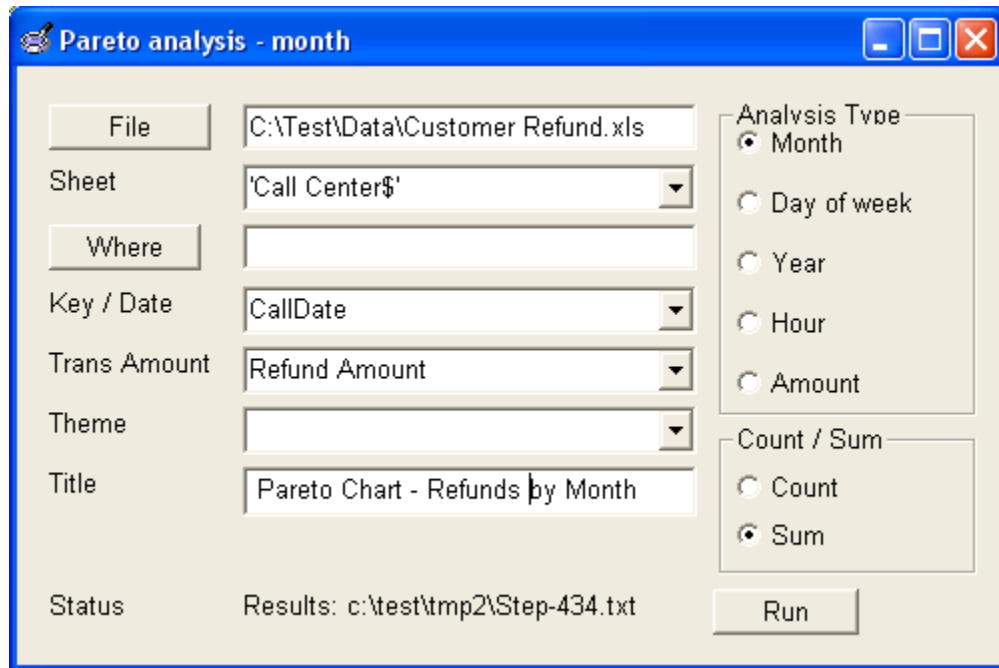 Pareto analysis - month
File C:\Test\Data\Customer Refund.xls
Sheet 'Call Center$'
Where
Key / Date CallDate
Trans Amount Refund Amount
Theme
Title Pareto Chart - Refunds by Month
Status Results: c:\test\tmp2\Step-434.txt
Analysis Type
Month
Day of week
Year
Hour
Amount
Count / Sum
Count
Sum
Run